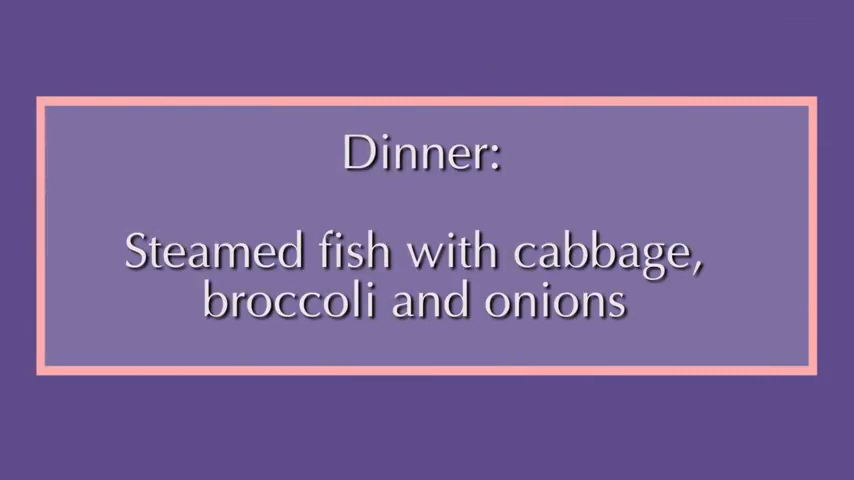 Dinner:
Steamed fish with cabbage,
broccoli and onions